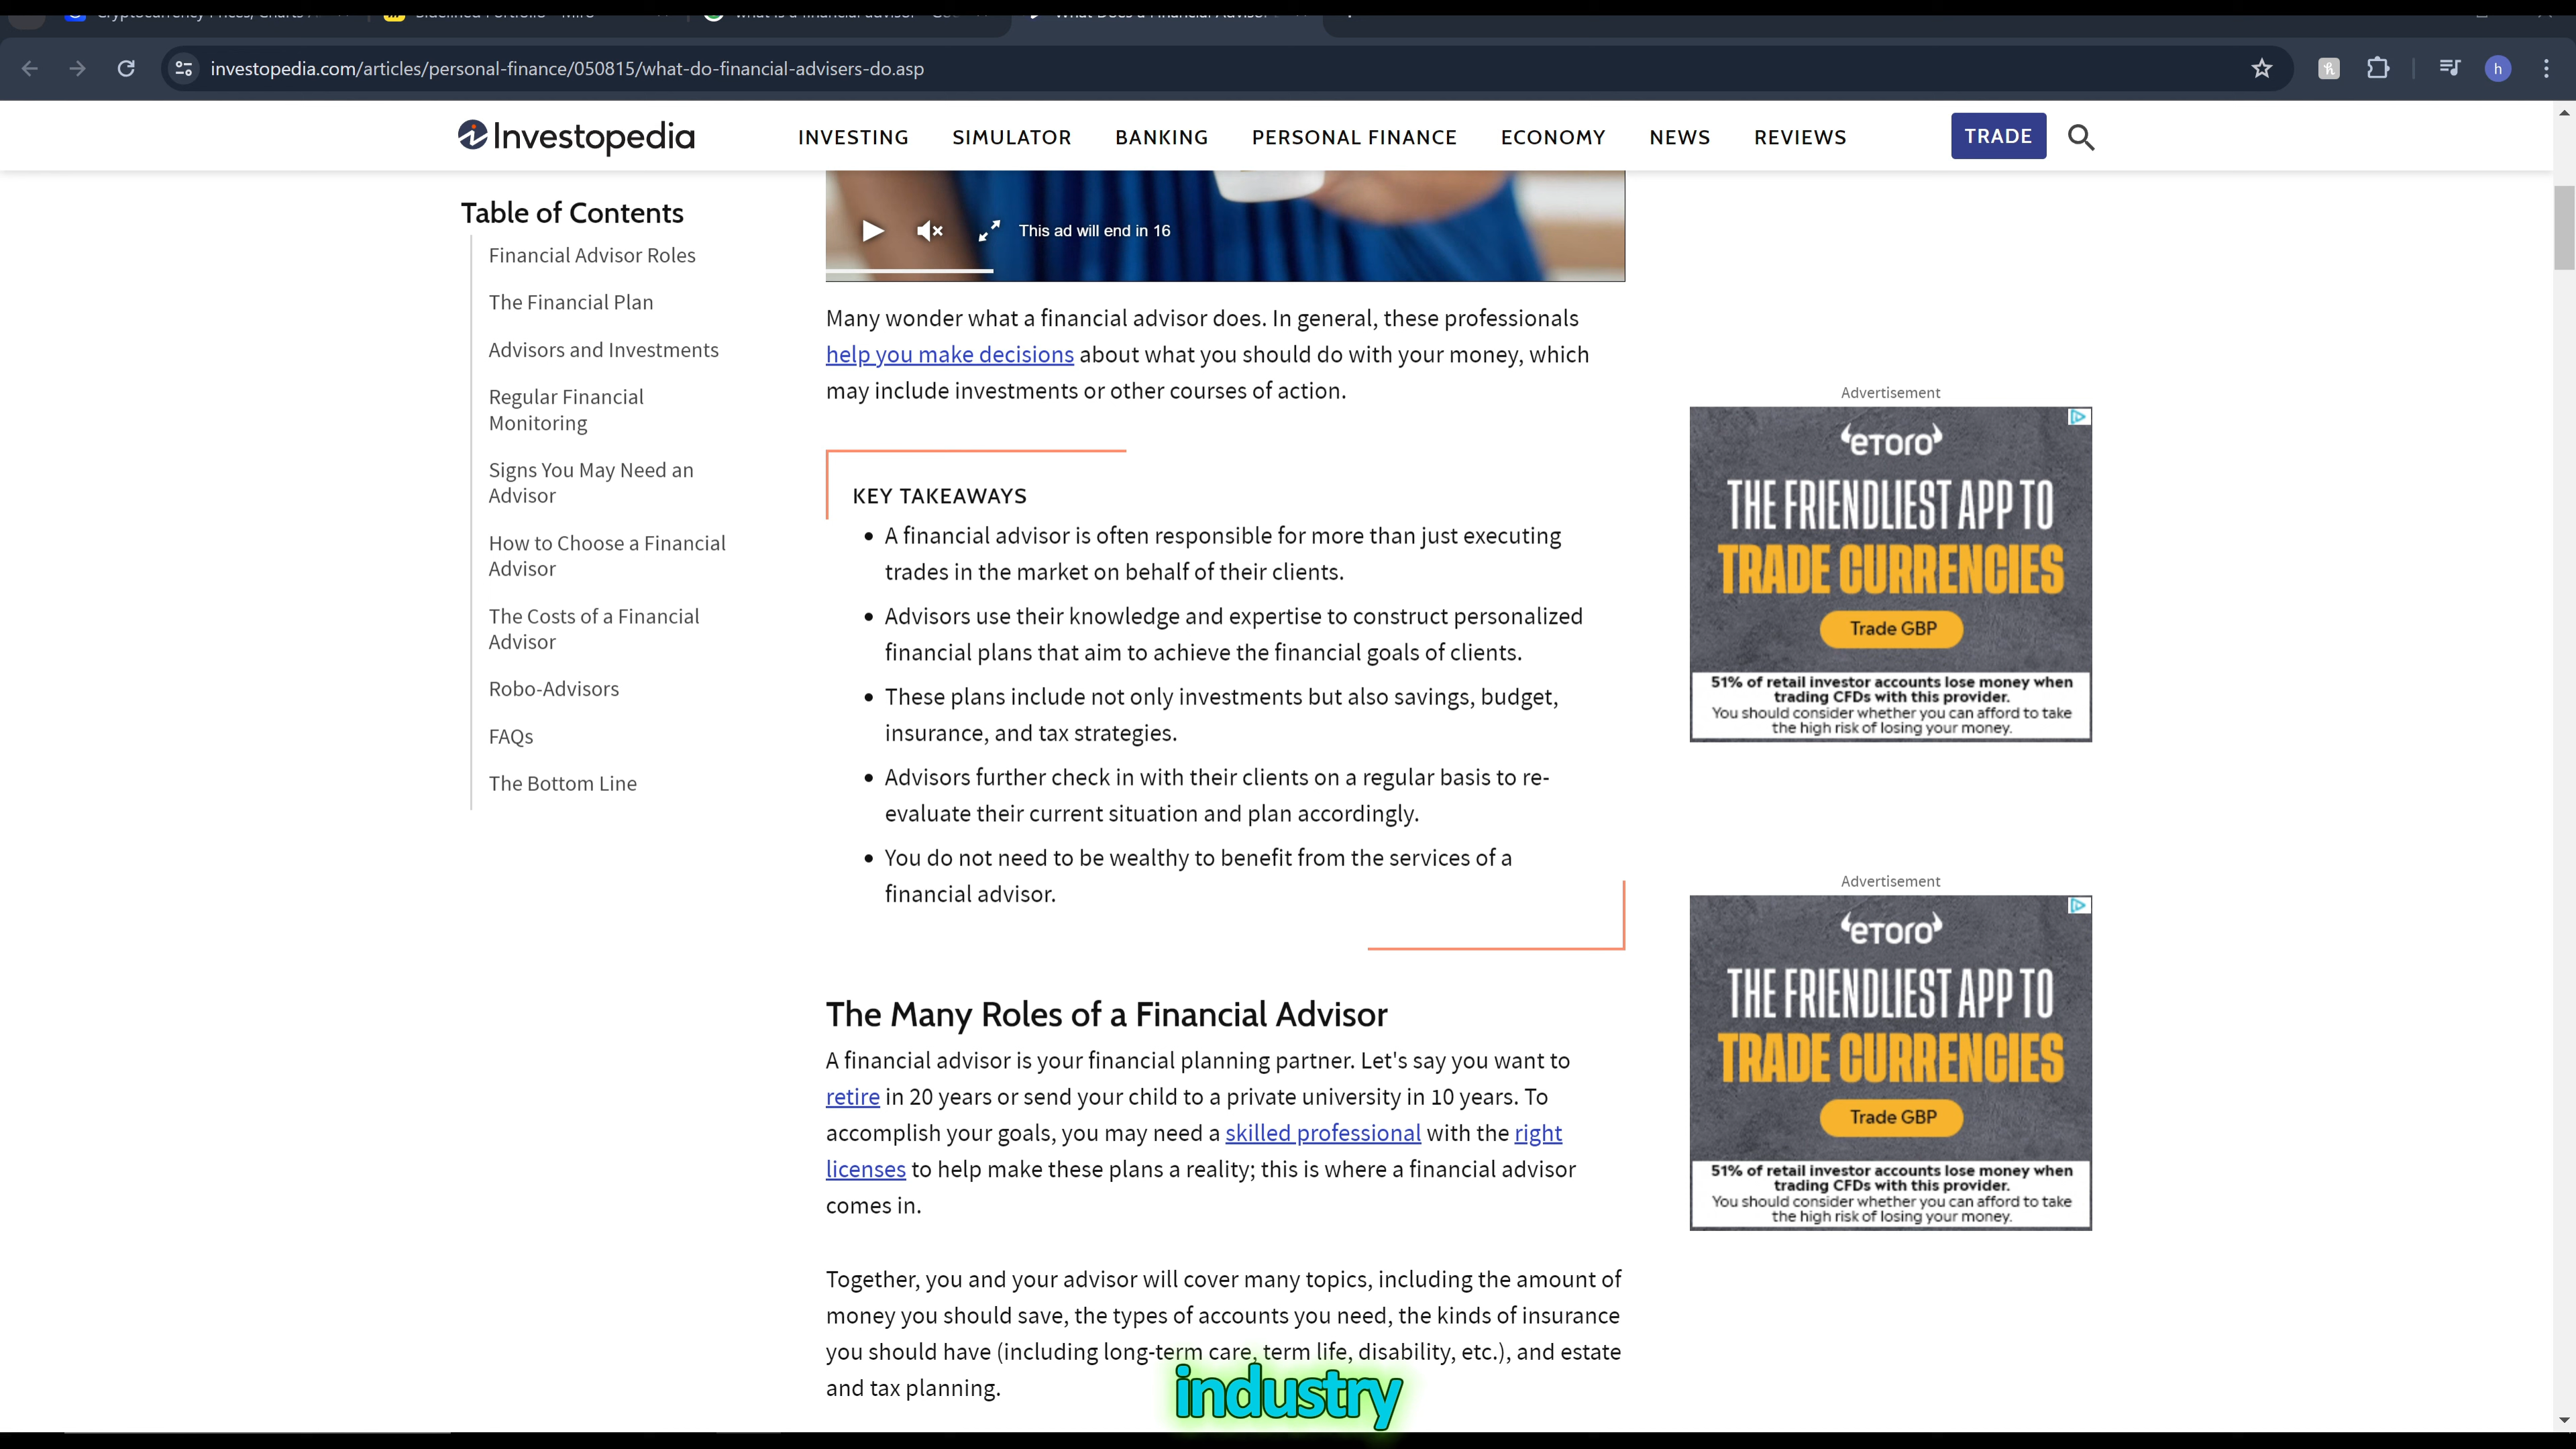 investopedia.com/articles/personal-finance/050815/what-do-financial-advisers-do.asp
h
Investopedia
INVESTING
SIMULATOR
BANKING
PERSONAL FINANCE
ECONOMY
NEWS
REVIEWS
TRADE
Table of Contents
Financial Advisor Roles
The Financial Plan
Advisors and Investments
Regular Financial
Monitoring
Signs You May Need an
Advisor
How to Choose a Financial
Advisor
The Costs of a Financial
Advisor
Robo-Advisors
FAQs
The Bottom Line
This ad will end in 16
Many wonder what a financial advisor does. In general, these professionals
help you make decisions about what you should do with your money, which
may include investments or other courses of action.
KEY TAKEAWAYS
• A financial advisor is often responsible for more than just executing
trades in the market on behalf of their clients.
• Advisors use their knowledge and expertise to construct personalized
financial plans that aim to achieve the financial goals of clients.
• These plans include not only investments but also savings, budget,
insurance, and tax strategies.
• Advisors further check in with their clients on a regular basis to re-
evaluate their current situation and plan accordingly.
• You do not need to be wealthy to benefit from the services of a
financial advisor.
The Many Roles of a Financial Advisor
A financial advisor is your financial planning partner. Let's say you want to
retire in 20 years or send your child to a private university in 10 years. To
accomplish your goals, you may need a skilled professional with the right
licenses to help make these plans a reality; this is where a financial advisor
comes in.
Together, you and your advisor will cover many topics, including the amount of
money you should save, the types of accounts you need, the kinds of insurance
you should have (including long-term care, term life, disability, etc.), and estate
and tax planning.
industry
Advertisement
eTORO
THE FRIENDLIEST APP TO
TRADE CURRENCIES
Trade GBP
51% of retail investor accounts lose money when
trading CFDs with this provider.
You should consider whether you can afford to take
the high risk of losing your money.
Advertisement
eTORO
THE FRIENDLIEST APP TO
TRADE CURRENCIES
Trade GBP
51% of retail investor accounts lose money when
trading CFDs with this provider.
You should consider whether you can afford to take
the high risk of losing your money.